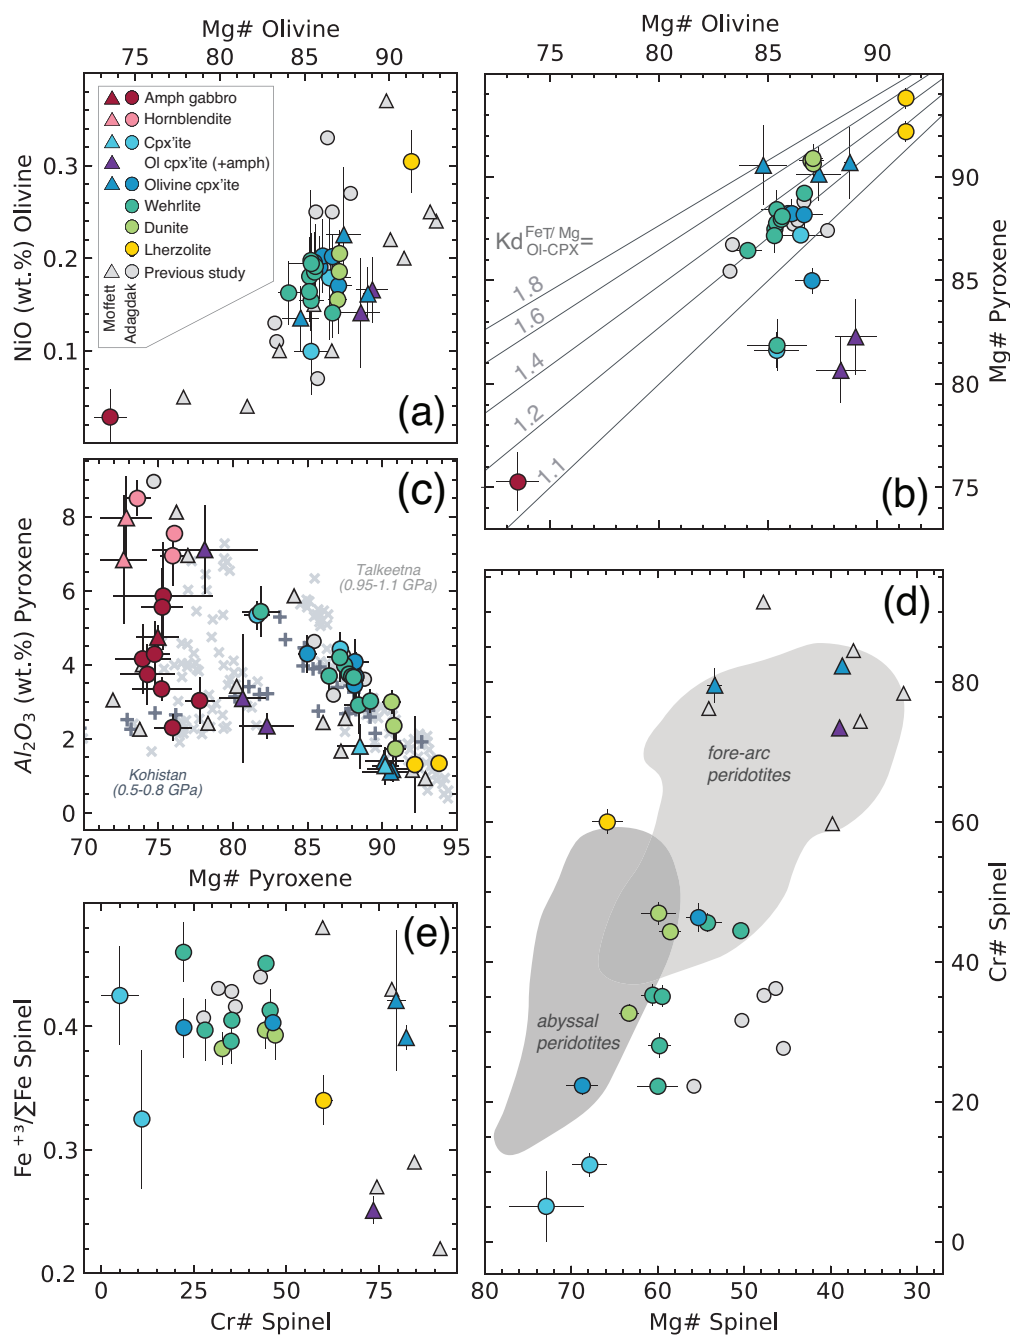 Mg# Olivine
75 80 85 90
NiO (wt.%) Olivine
0.3
0.2
0.1
Amph gabbro
Hornblendite
Cpx'ite
Ol cpx'ite (+amph)
Olivine cpx'ite
Wehrlite
Dunite
Lherzolite
Previous study
Moffett
Adagdak
(a)
Mg# Olivine
75 80 85 90
Kd Ol-CPX FeT/ Mg =
1.8
1.6
1.4
1.2
1.1
90
85
80
75
Mg# Pyroxene
(b)
(c)
Al2O3 (wt.%) Pyroxene
8
6
4
2
0
Talkeetna
(0.95-1.1 GPa)
Kohistan
(0.5-0.8 GPa)
70 75 80 85 90 95
Mg# Pyroxene
(d)
80
60
40
20
0
Cr# Spinel
fore-arc
peridotites
abyssal
peridotites
80 70 60 50 40 30
Mg# Spinel
(e)
Fe+3/∑Fe Spinel
0.4
0.3
0.2
0 25 50 75
Cr# Spinel